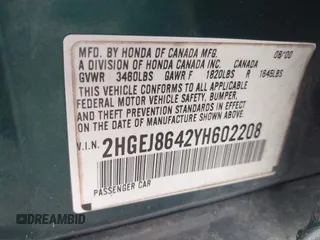 MFD. BY HONDA OF CANADA MFG. 08/00
A DIVISION OF HONDA CANADA INC. CANADA
GVWR 3460LBS GAWR F 1820LBS R 1645LBS
THIS VEHICLE CONFORMS TO ALL APPLICABLE
FEDERAL MOTOR VEHICLE SAFETY, BUMPER,
AND THEFT PREVENTION STANDARDS IN EFFECT
ON THE DATE OF MANUFACTURE SHOWN ABOVE.
V.I.N. 2HGEJ8642YH602208
PASSENGER CAR
DREAMBID